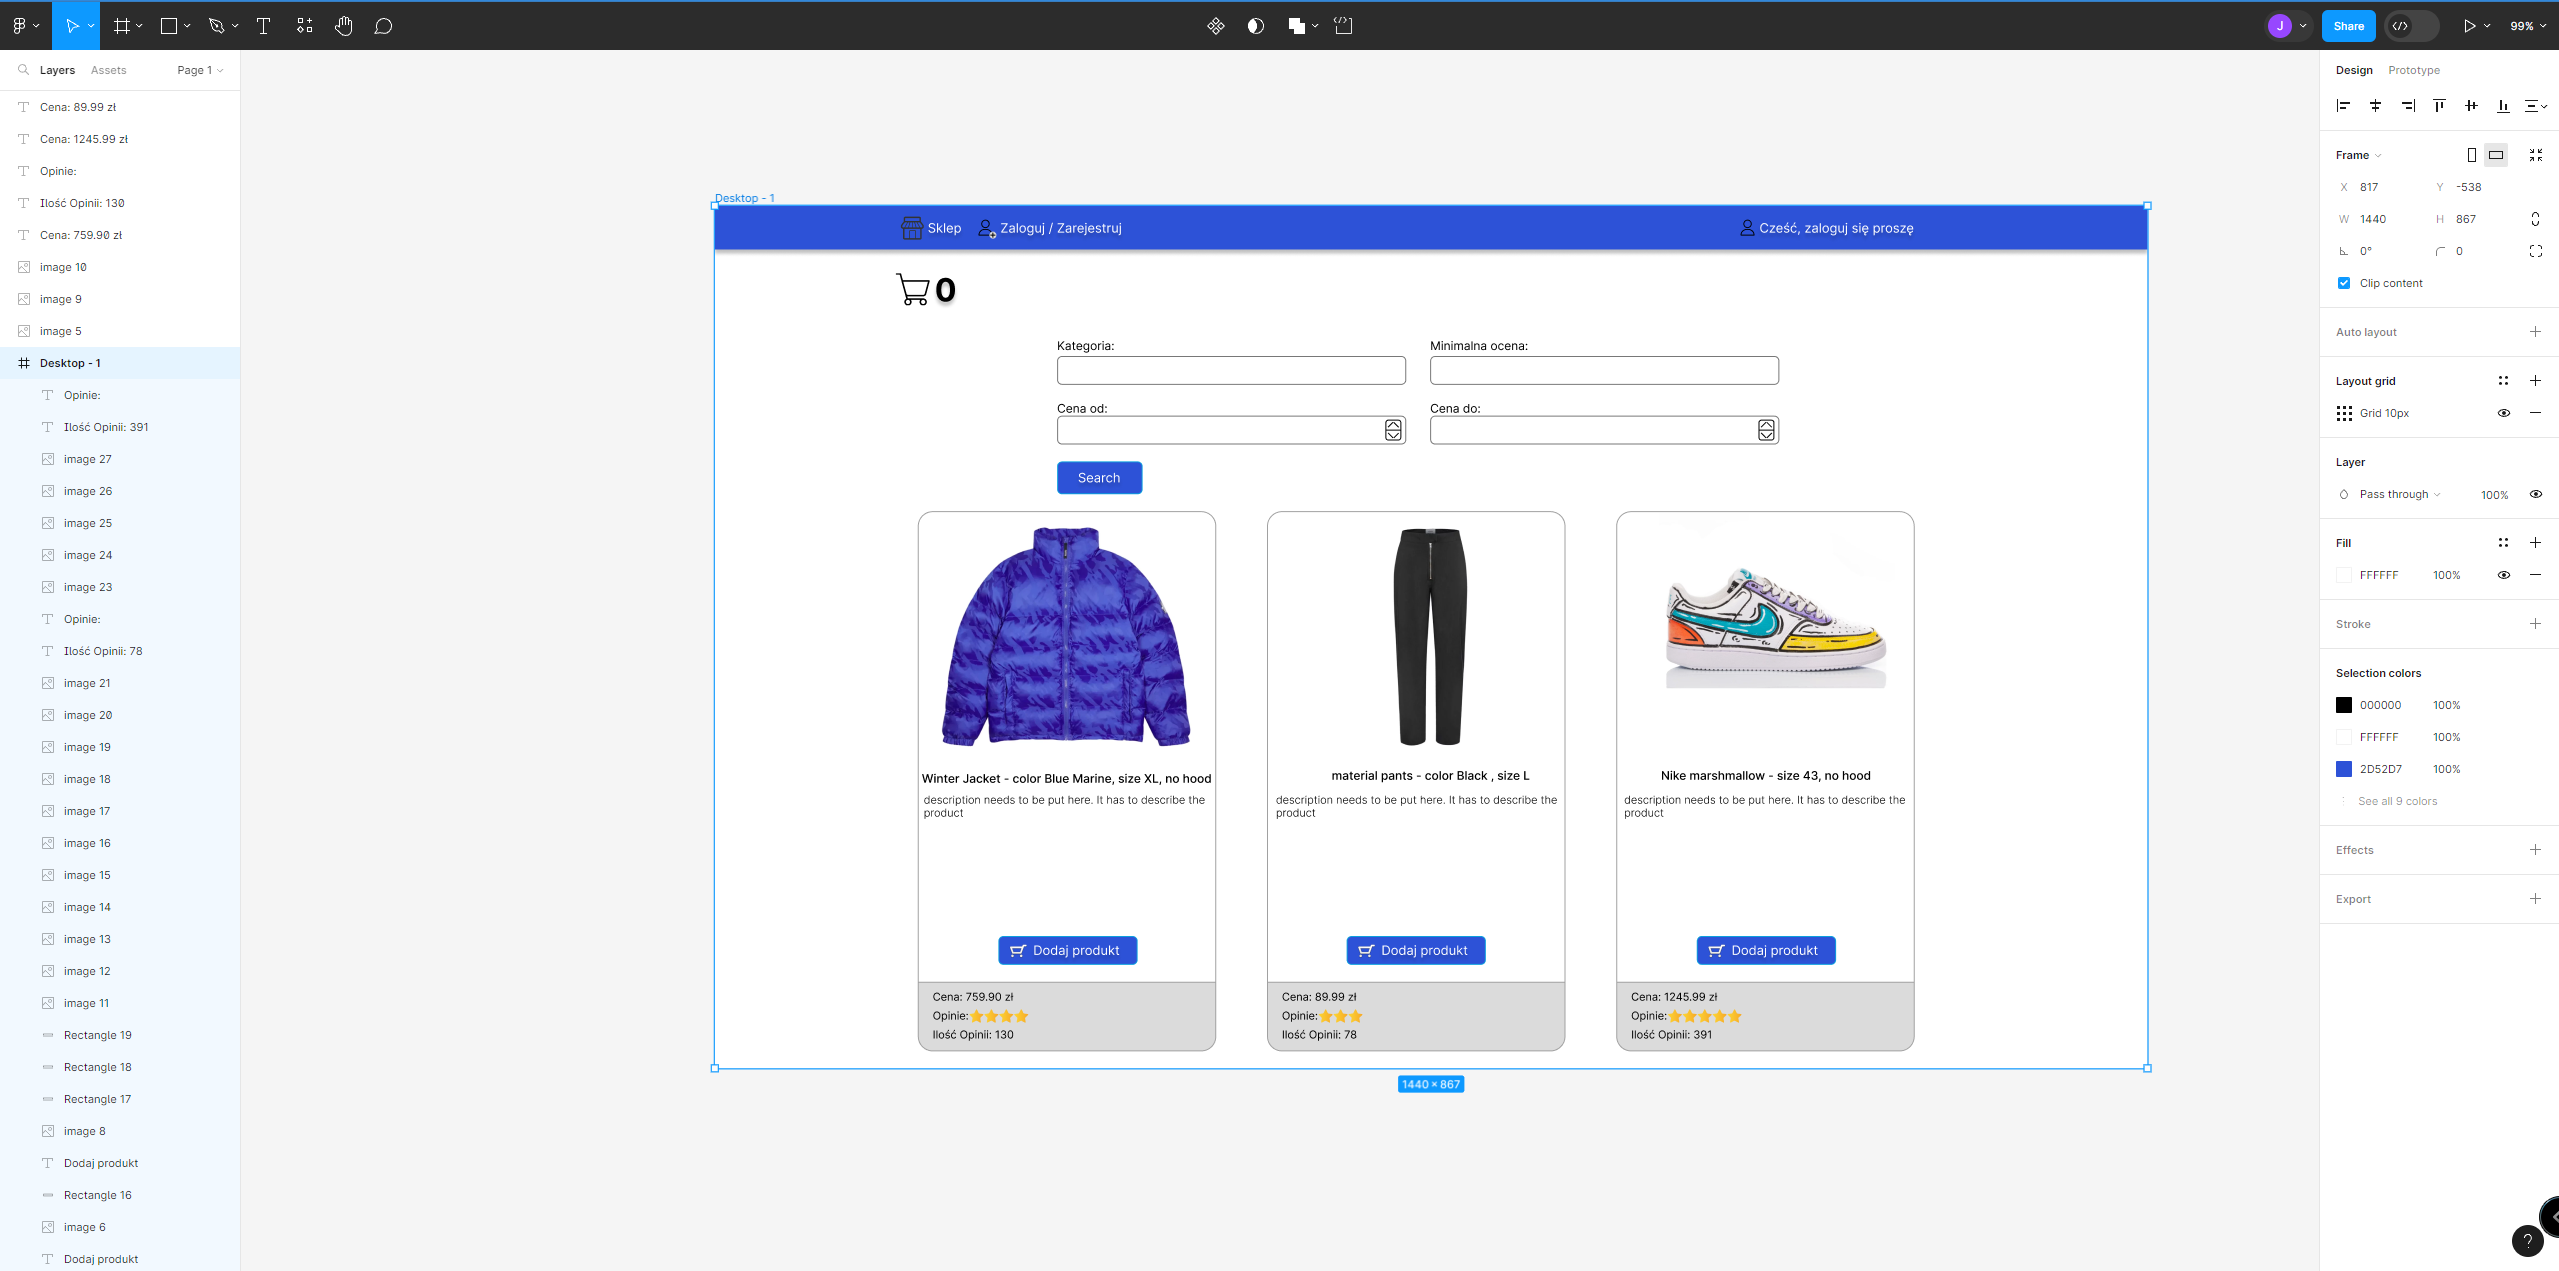 J
Share
99%
Layers Assets Page 1
Cena: 89.99 zł
Cena: 1245.99 zł
Opinie:
Ilość Opinii: 130
Cena: 759.90 zł
image 10
image 9
image 5
Desktop - 1
Opinie:
Ilość Opinii: 391
image 27
image 26
image 25
image 24
image 23
Opinie:
Ilość Opinii: 78
image 21
image 20
image 19
image 18
image 17
image 16
image 15
image 14
image 13
image 12
image 11
Rectangle 19
Rectangle 18
Rectangle 17
image 8
Dodaj produkt
Rectangle 16
image 6
Dodaj produkt
Desktop - 1
Sklep Zaloguj / Zarejestruj Cześć, zaloguj się proszę
0
Kategoria: Minimalna ocena:
Cena od: Cena do:
Search
Winter Jacket - color Blue Marine, size XL, no hood
description needs to be put here. It has to describe the
product
Dodaj produkt
Cena: 759.90 zł
Opinie:
Ilość Opinii: 130
material pants - color Black , size L
description needs to be put here. It has to describe the
product
Dodaj produkt
Cena: 89.99 zł
Opinie:
Ilość Opinii: 78
Nike marshmallow - size 43, no hood
description needs to be put here. It has to describe the
product
Dodaj produkt
Cena: 1245.99 zł
Opinie:
Ilość Opinii: 391
1440 × 867
Design Prototype
Frame
X 817 Y -538
W 1440 H 867
0° 0
Clip content
Auto layout
Layout grid
Grid 10px
Layer
Pass through 100%
Fill
FFFFFF 100%
Stroke
Selection colors
000000 100%
FFFFFF 100%
2D52D7 100%
See all 9 colors
Effects
Export
?